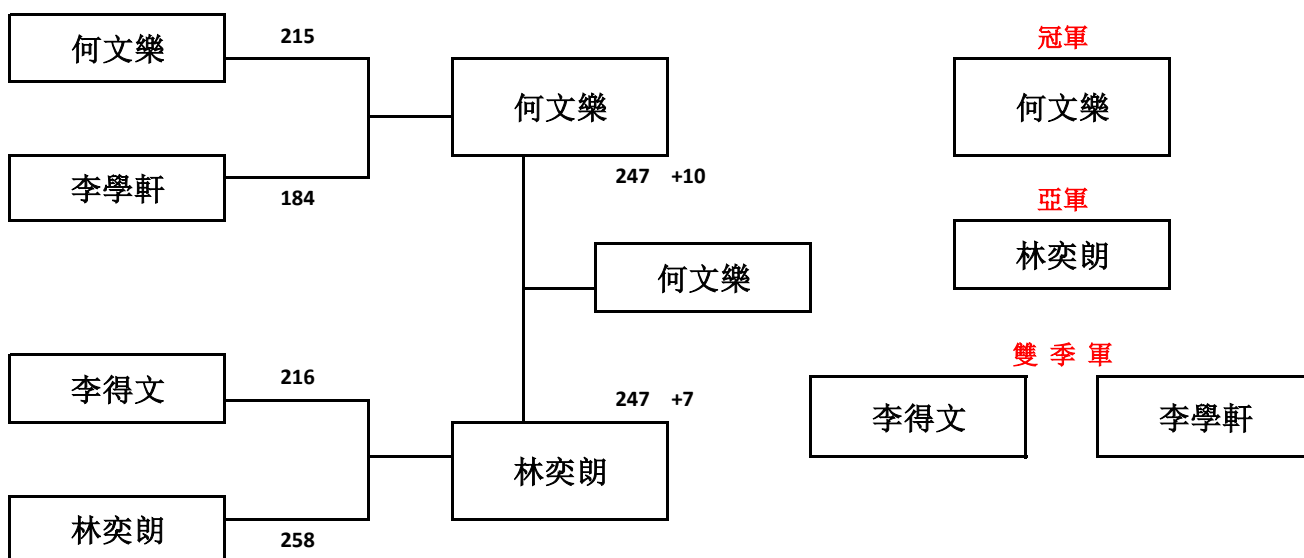 何文樂
215
李學軒
184
何文樂
247 +10
何文樂
李得文
216
林奕朗
258
247 +7
林奕朗
冠軍
何文樂
亞軍
林奕朗
雙 季 軍
李得文
李學軒